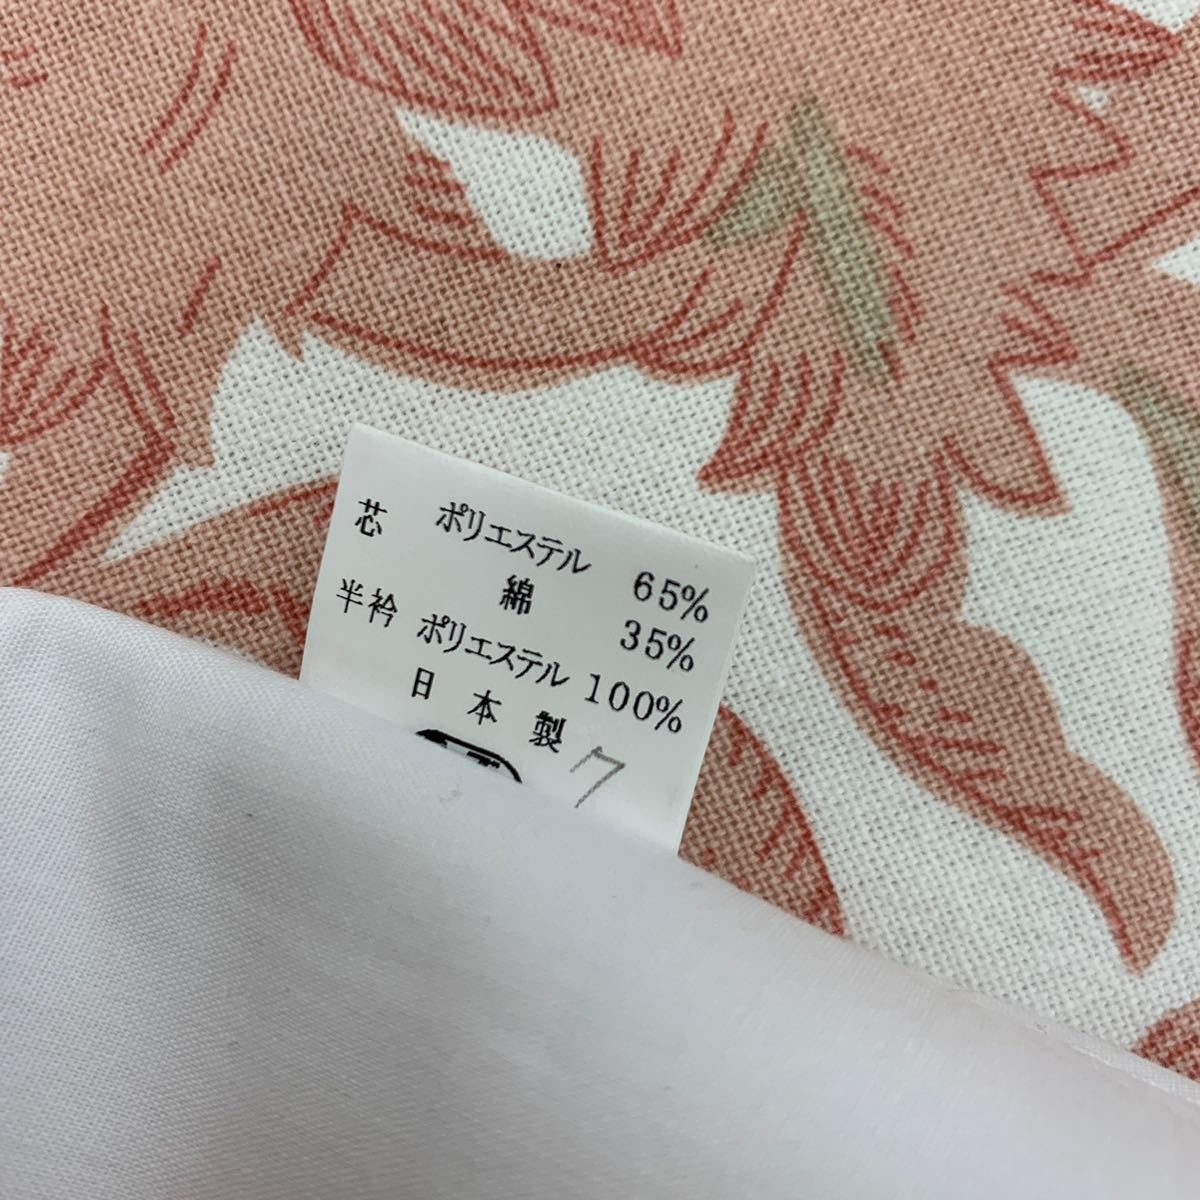 芯 ポリエステル 65%
綿 35%
半衿 ポリエステル 100%
日本製